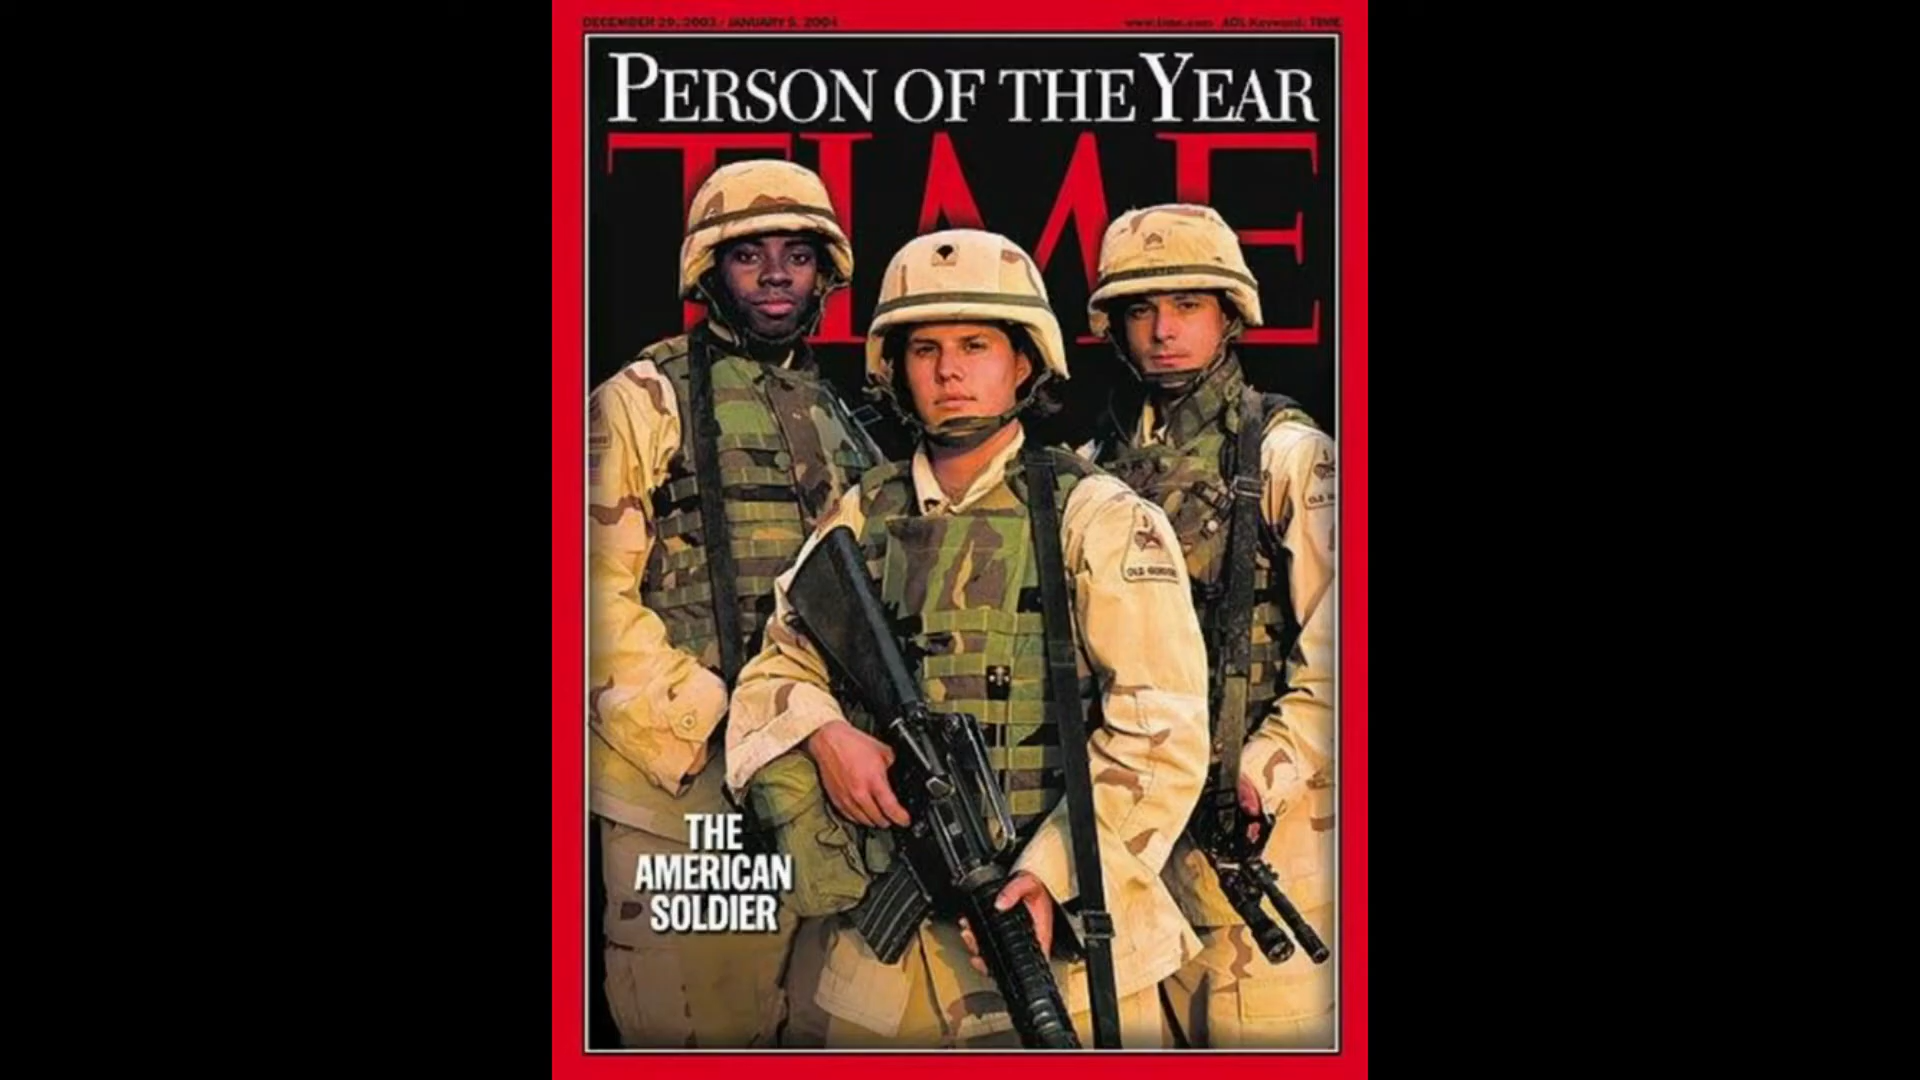 DECEMBER 29, 2003 / JANUARY 5, 2004
www.time.com AOL Keyword: TIME
PERSON OF THE YEAR
TIME
OLD
THE
AMERICAN
SOLDIER